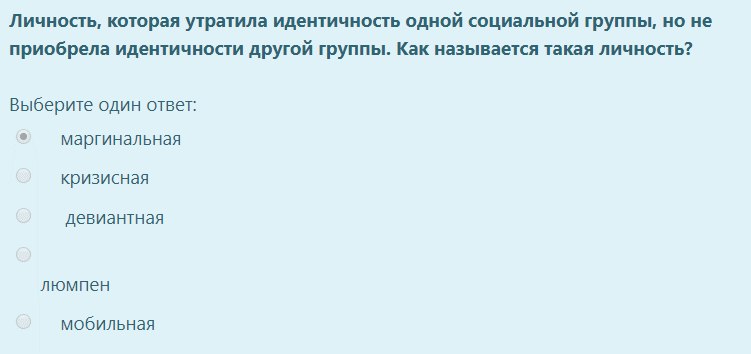 Личность, которая утратила идентичность одной социальной группы, но не
приобрела идентичности другой группы. Как называется такая личность?
Выберите один ответ:
маргинальная
кризисная
девиантная
люмпен
мобильная